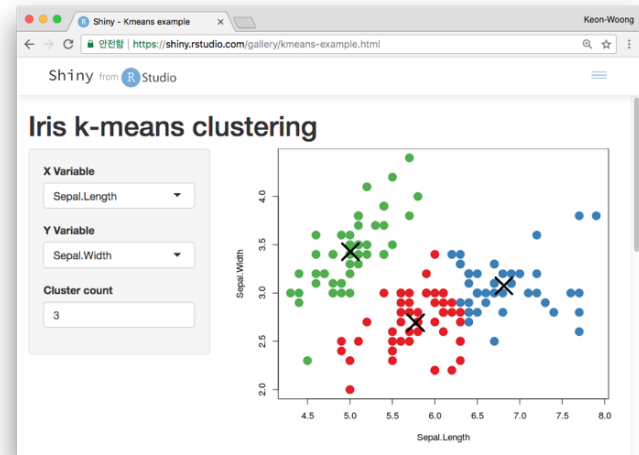 Shiny - Kmeans example
Keon-Woong
안전함 | https://shiny.rstudio.com/gallery/kmeans-example.html
Shiny from R Studio
Iris k-means clustering
X Variable
Sepal.Length
Y Variable
Sepal.Width
Cluster count
3
Sepal.Width
4.0
3.5
3.0
2.5
2.0
4.5 5.0 5.5 6.0 6.5 7.0 7.5 8.0
Sepal.Length